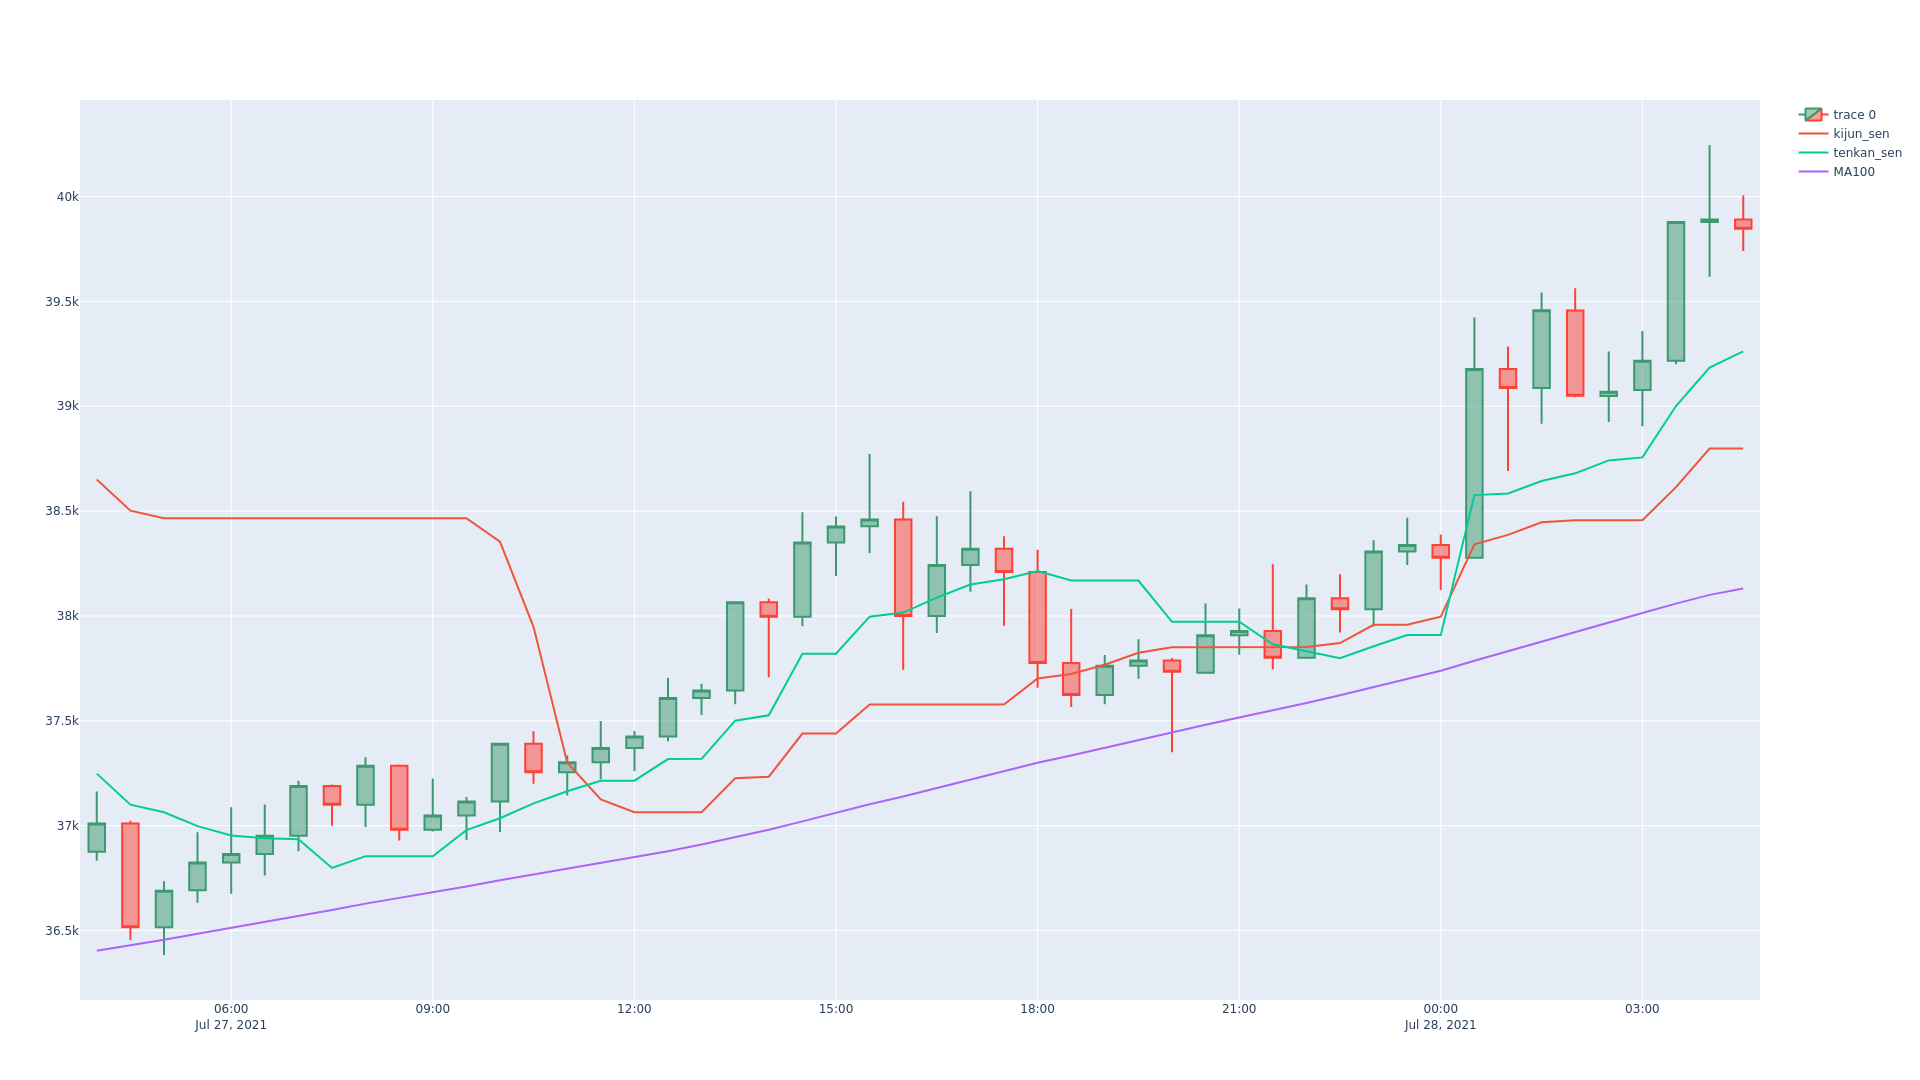 trace 0
kijun_sen
tenkan_sen
MA100
40k
39.5k
39k
38.5k
38k
37.5k
37k
36.5k
06:00 09:00 12:00 15:00 18:00 21:00 00:00 03:00
Jul 27, 2021 Jul 28, 2021